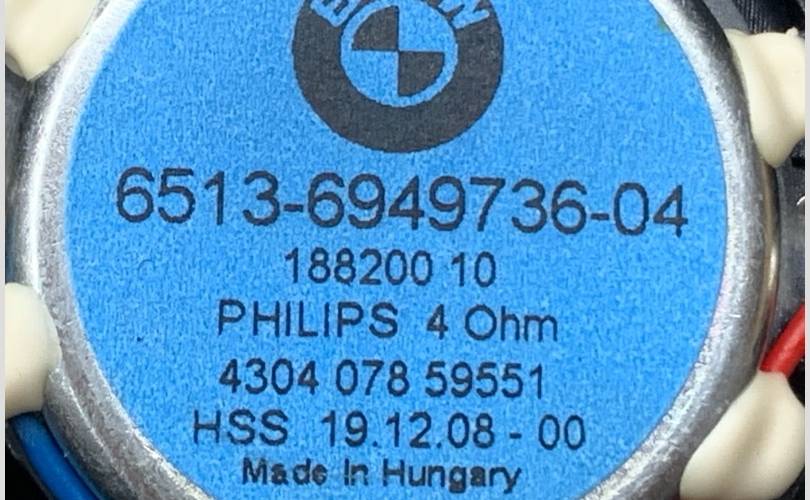 BMW
6513-6949736-04
188200 10
PHILIPS 4 Ohm
4304 078 59551
HSS 19.12.08 - 00
Made In Hungary